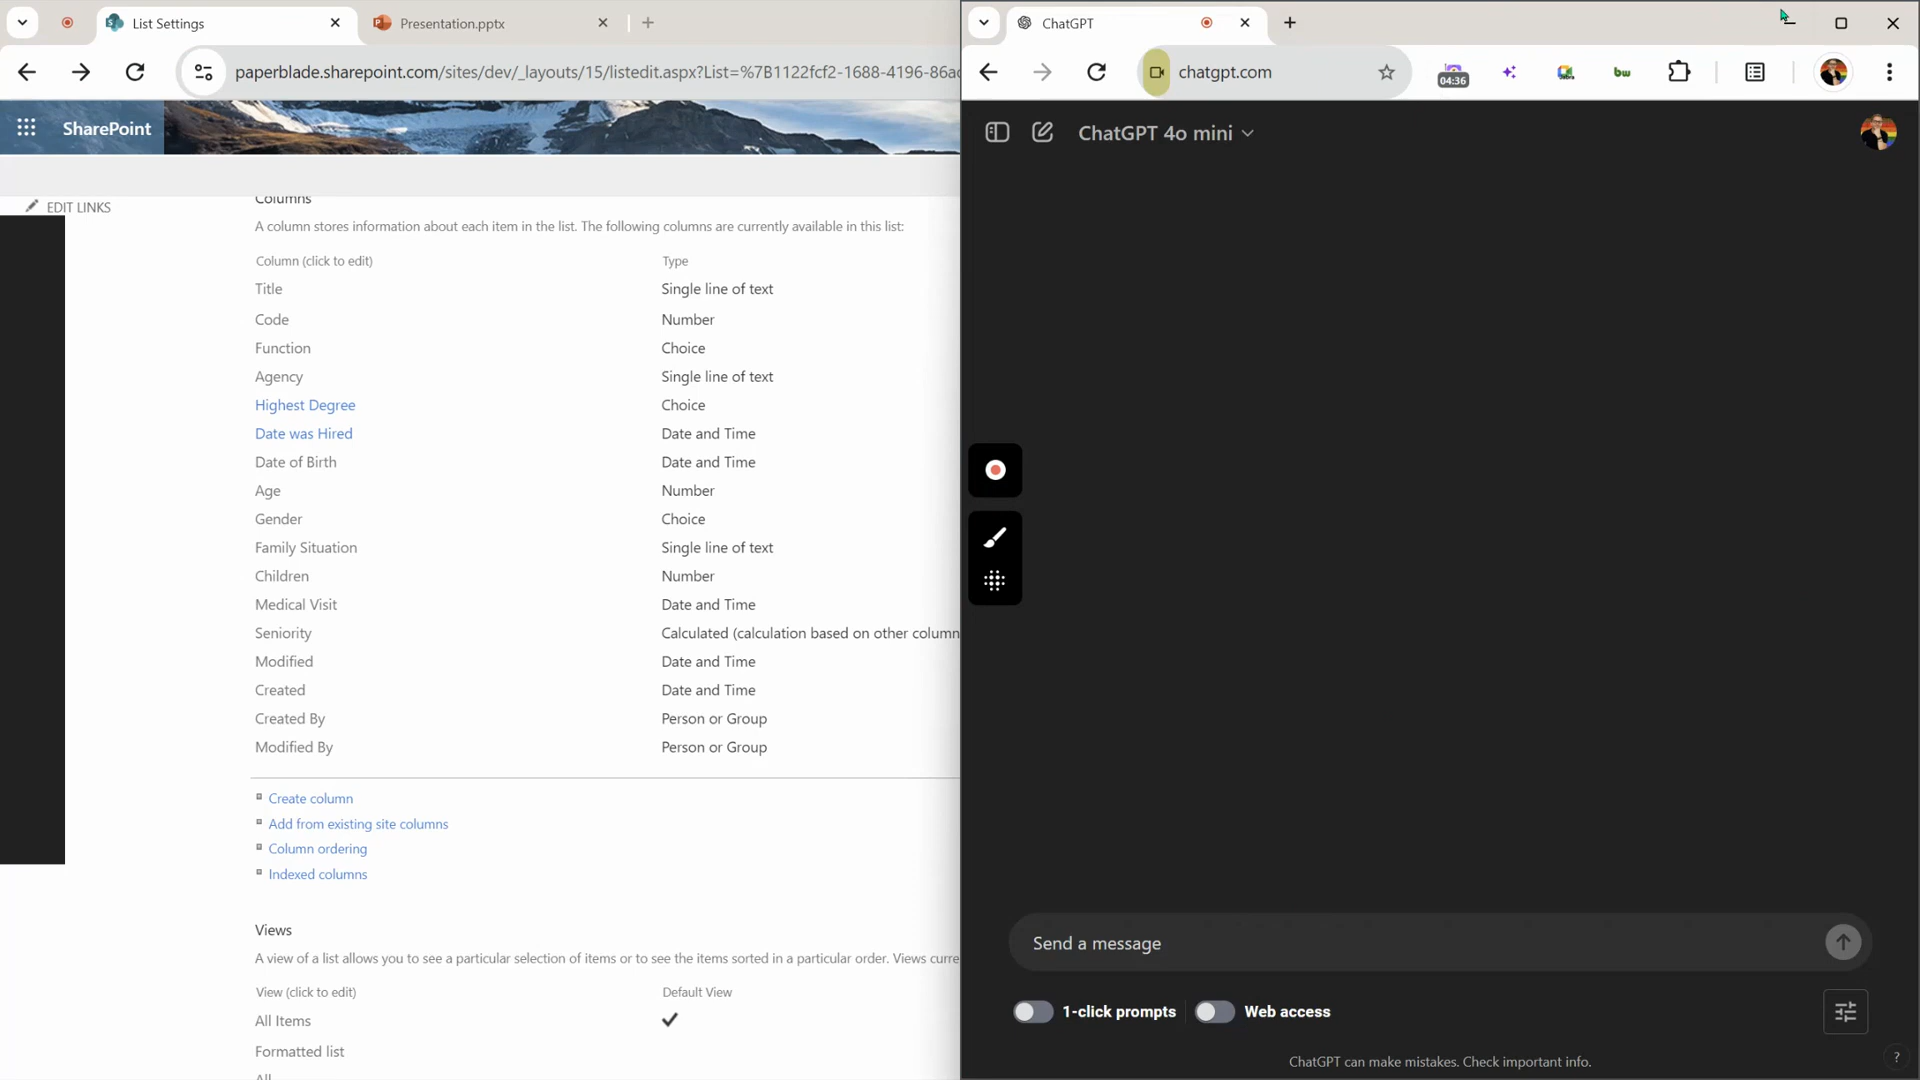 List Settings
Presentation.pptx
paperblade.sharepoint.com/sites/dev/_layouts/15/listedit.aspx?List=%7B1122fcf2-1688-4196-86ad
SharePoint
EDIT LINKS
Columns
A column stores information about each item in the list. The following columns are currently available in this list:
Column (click to edit) Type
Title Single line of text
Code Number
Function Choice
Agency Single line of text
Highest Degree Choice
Date was Hired Date and Time
Date of Birth Date and Time
Age Number
Gender Choice
Family Situation Single line of text
Children Number
Medical Visit Date and Time
Seniority Calculated (calculation based on other column
Modified Date and Time
Created Date and Time
Created By Person or Group
Modified By Person or Group
Create column
Add from existing site columns
Column ordering
Indexed columns
Views
A view of a list allows you to see a particular selection of items or to see the items sorted in a particular order. Views curre
View (click to edit) Default View
All Items
Formatted list
All
ChatGPT
chatgpt.com
04:36
bw
ChatGPT 4o mini
Send a message
1-click prompts Web access
ChatGPT can make mistakes. Check important info.
?